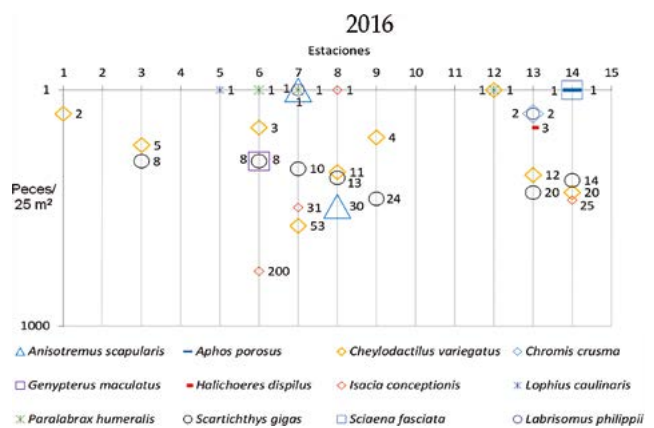 2016
Estaciones
1 2 3 4 5 6 7 8 9 10 11 12 13 14 15
1 1 1 1 1 1 1 1 1 1 1 1
2 2 2
3 3
5 4
8 8 8 10 11 12
13 14
Peces/
25 m²
31 30 24 20 20
25
53
200
1000
Anisotremus scapularis Aphos porosus Cheylodactilus variegatus Chromis crusma
Genypterus maculatus Halichoeres dispilus Isacia conceptionis Lophius caulinaris
Paralabrax humeralis Scartichthys gigas Sciaena fasciata Labrisomus philippii